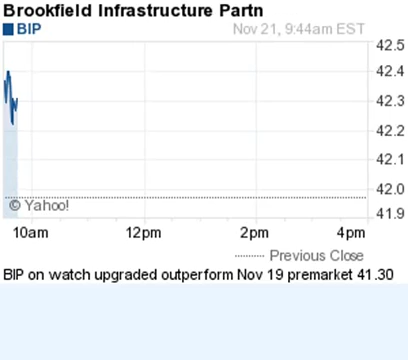 Brookfield Infrastructure Partn
BIP Nov 21, 9:44am EST
42.5
42.4
42.3
42.2
42.1
42.0
41.9
© Yahoo!
10am 12pm 2pm 4pm
Previous Close
BIP on watch upgraded outperform Nov 19 premarket 41.30